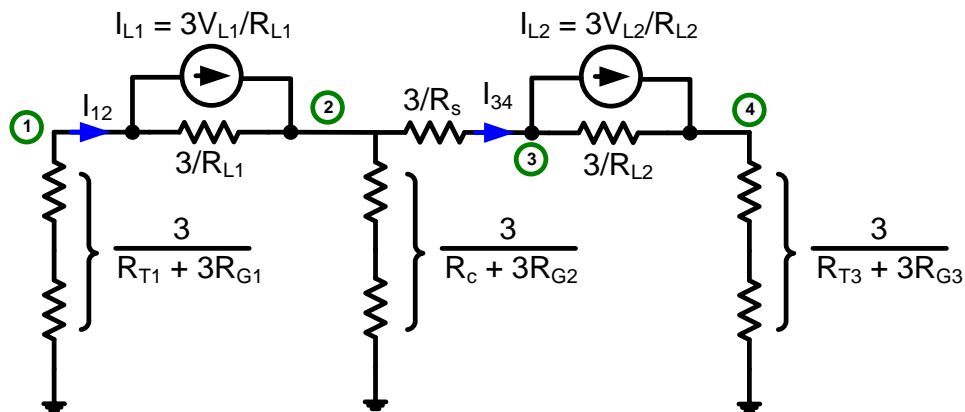 I_L1 = 3V_L1/R_L1
I_L2 = 3V_L2/R_L2
1
I_12
2
3/R_s
I_34
4
3/R_L1
3
3/R_L2
3
R_T1 + 3R_G1
3
R_c + 3R_G2
3
R_T3 + 3R_G3